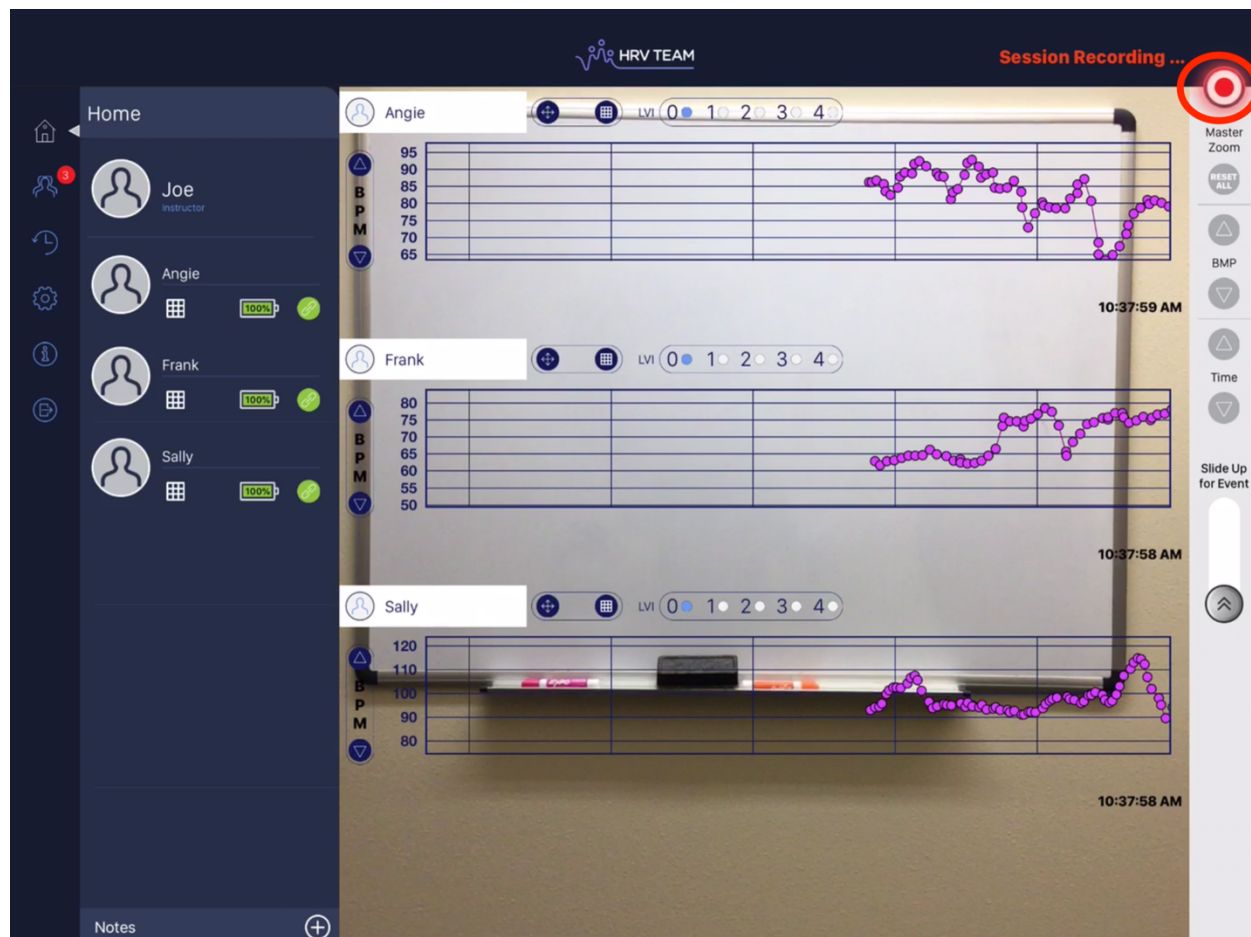 HRV TEAM
Session Recording ...
Home
3
Joe
Instructor
Angie
100%
Frank
100%
Sally
100%
Notes
Angie
LVI 0 1 2 3 4
BPM
95
90
85
80
75
70
65
10:37:59 AM
Frank
LVI 0 1 2 3 4
BPM
80
75
70
65
60
55
50
10:37:58 AM
Sally
LVI 0 1 2 3 4
BPM
120
110
100
90
80
expo
10:37:58 AM
Master
Zoom
RESET
ALL
BMP
Time
Slide Up
for Event